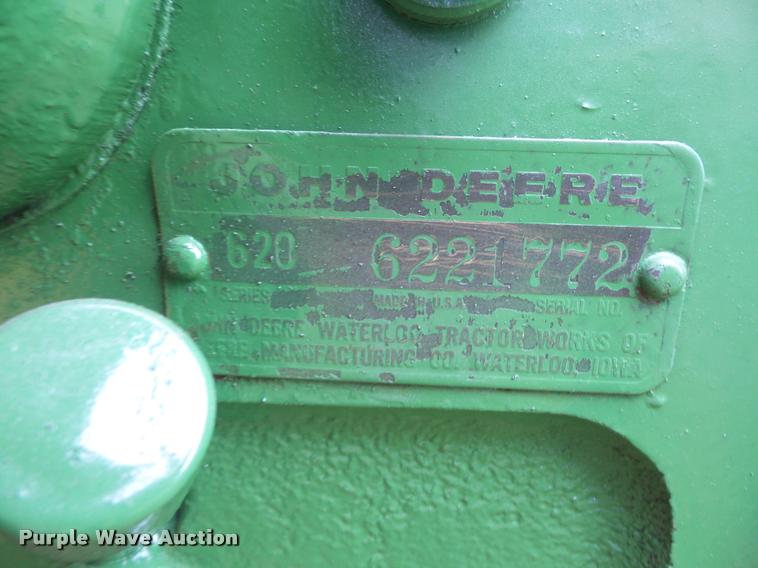 JOHN DEERE
620 6221772
SERIES MADE IN U.S.A. SERIAL NO.
JOHN DEERE WATERLOO TRACTOR WORKS OF
DEERE MANUFACTURING CO. WATERLOO, IOWA
Purple Wave Auction